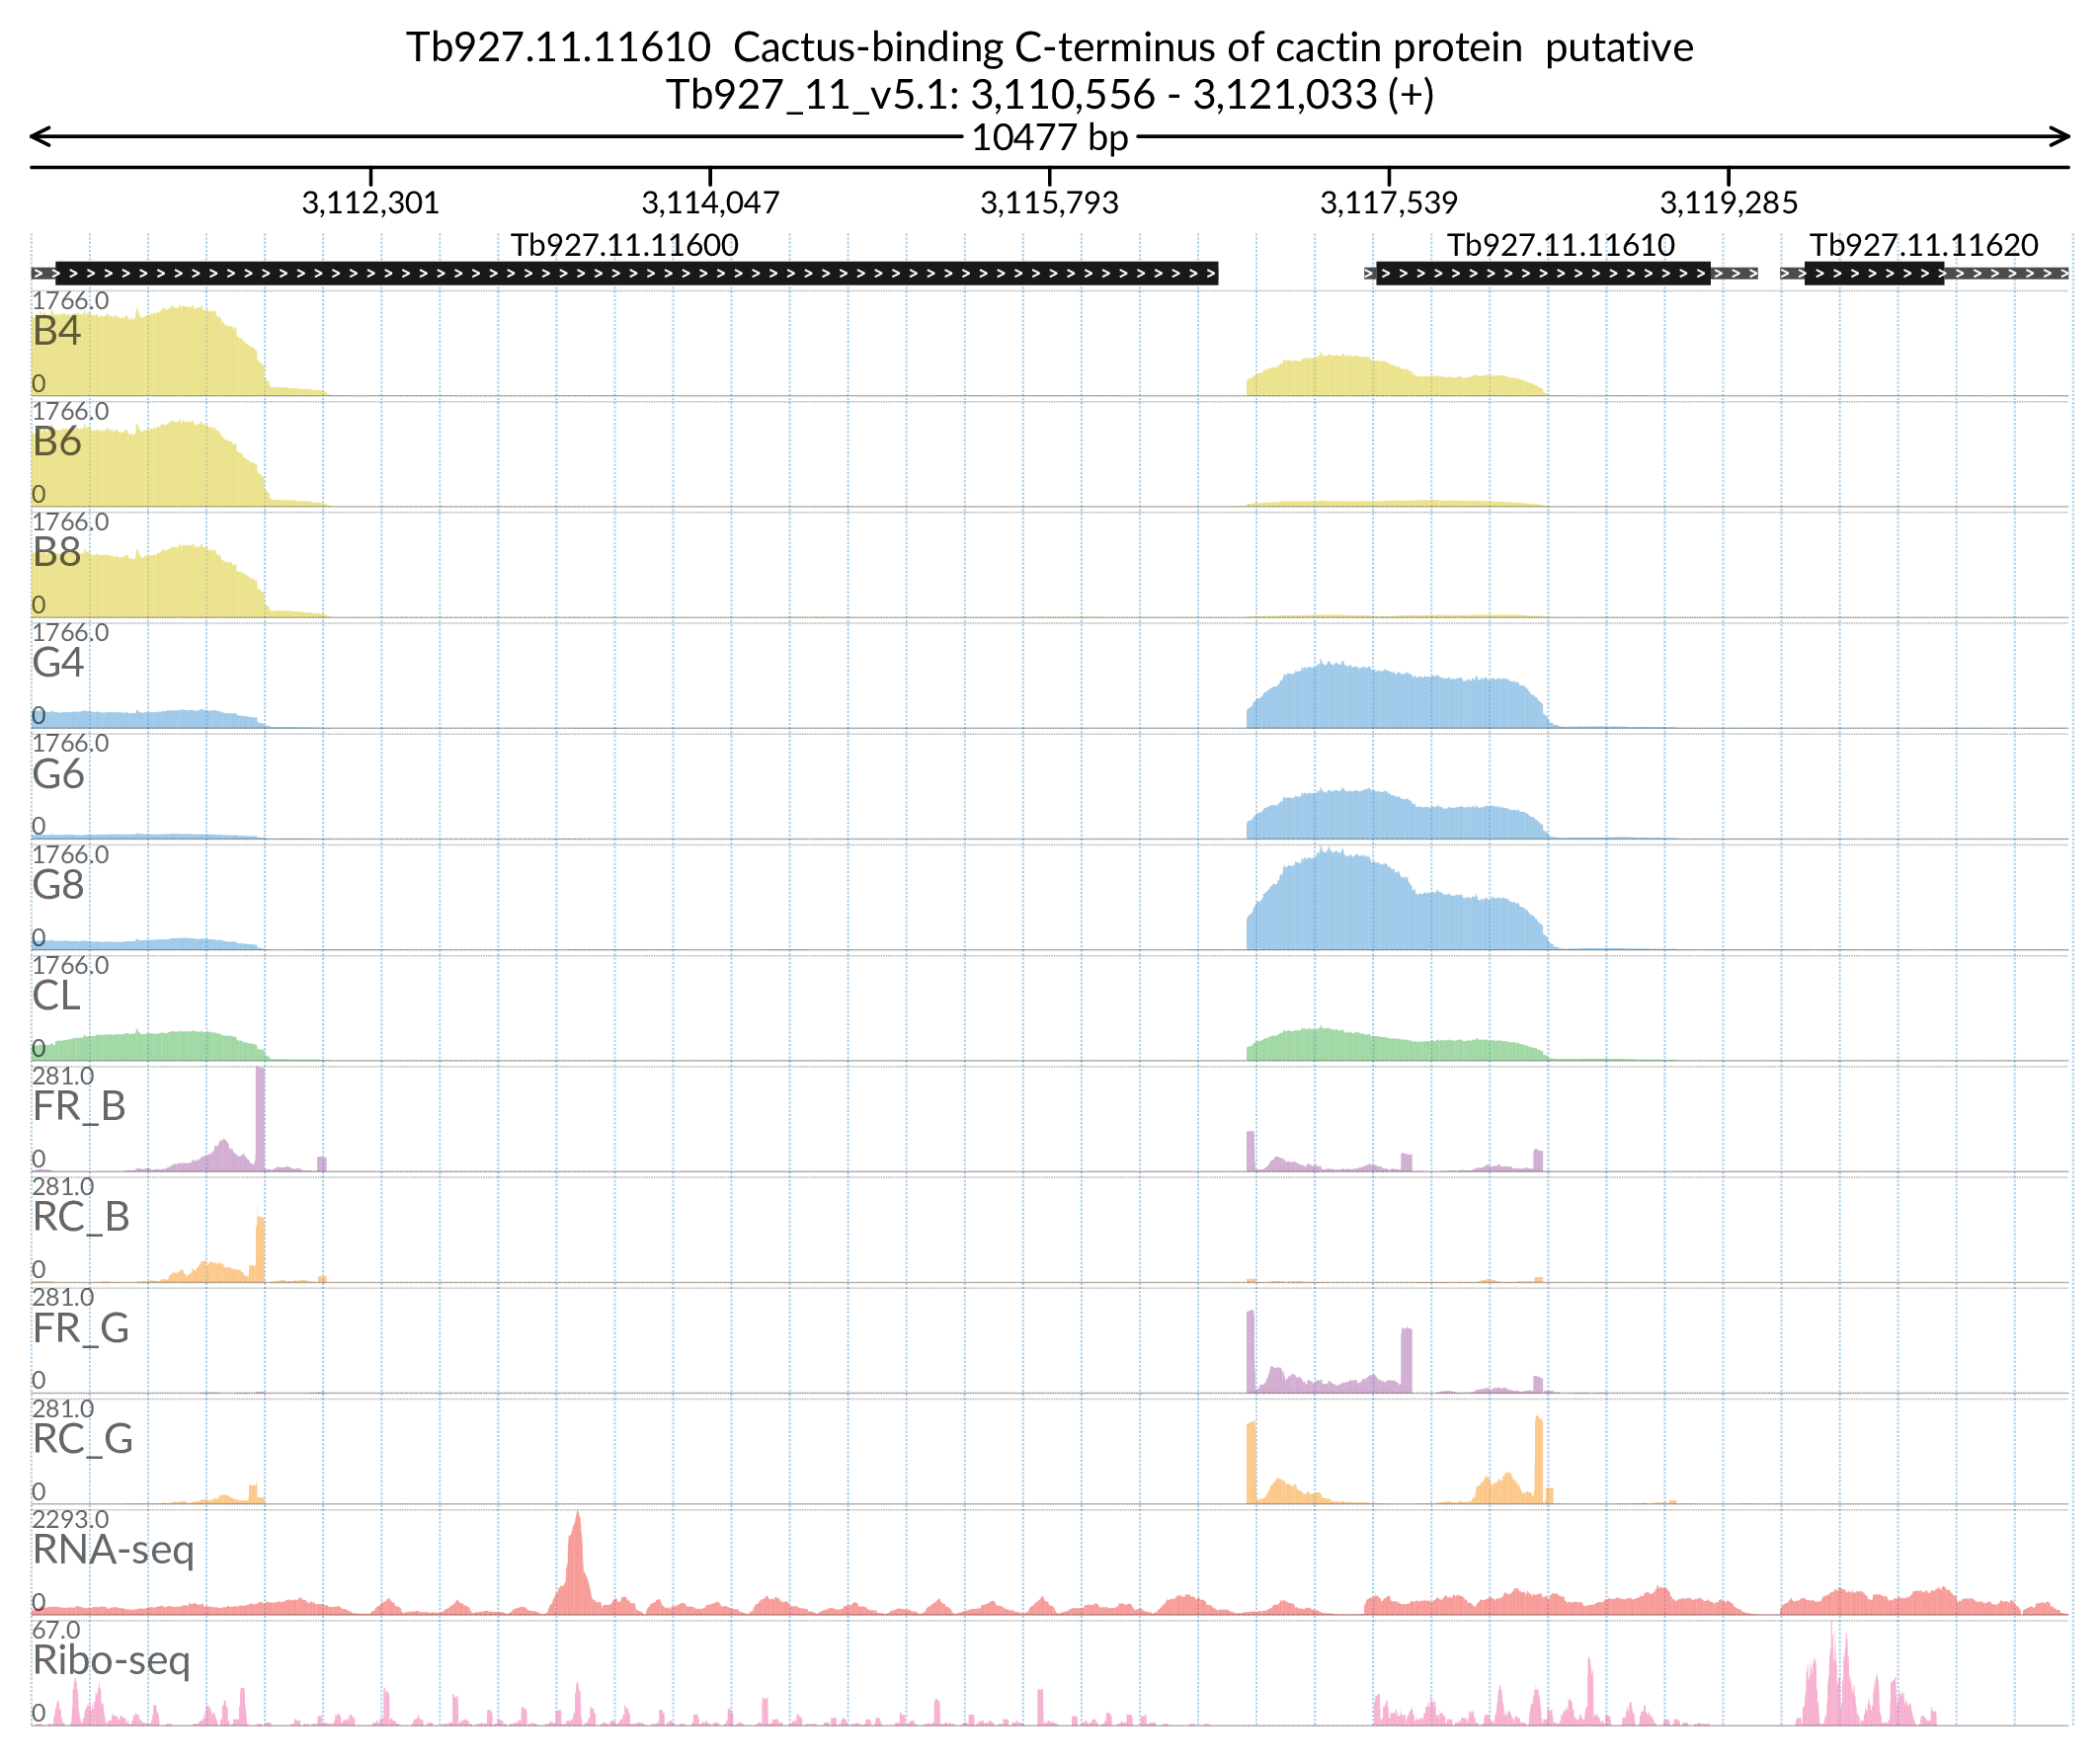 Tb927.11.11610  Cactus-binding C-terminus of cactin protein  putative
Tb927_11_v5.1: 3,110,556 - 3,121,033 (+)
10477 bp
3,112,301 3,114,047 3,115,793 3,117,539 3,119,285
Tb927.11.11600 Tb927.11.11610 Tb927.11.11620
1766.0
B4
0
1766.0
B6
0
1766.0
B8
0
1766.0
G4
0
1766.0
G6
0
1766.0
G8
0
1766.0
CL
0
281.0
FR_B
0
281.0
RC_B
0
281.0
FR_G
0
281.0
RC_G
0
2293.0
RNA-seq
0
67.0
Ribo-seq
0